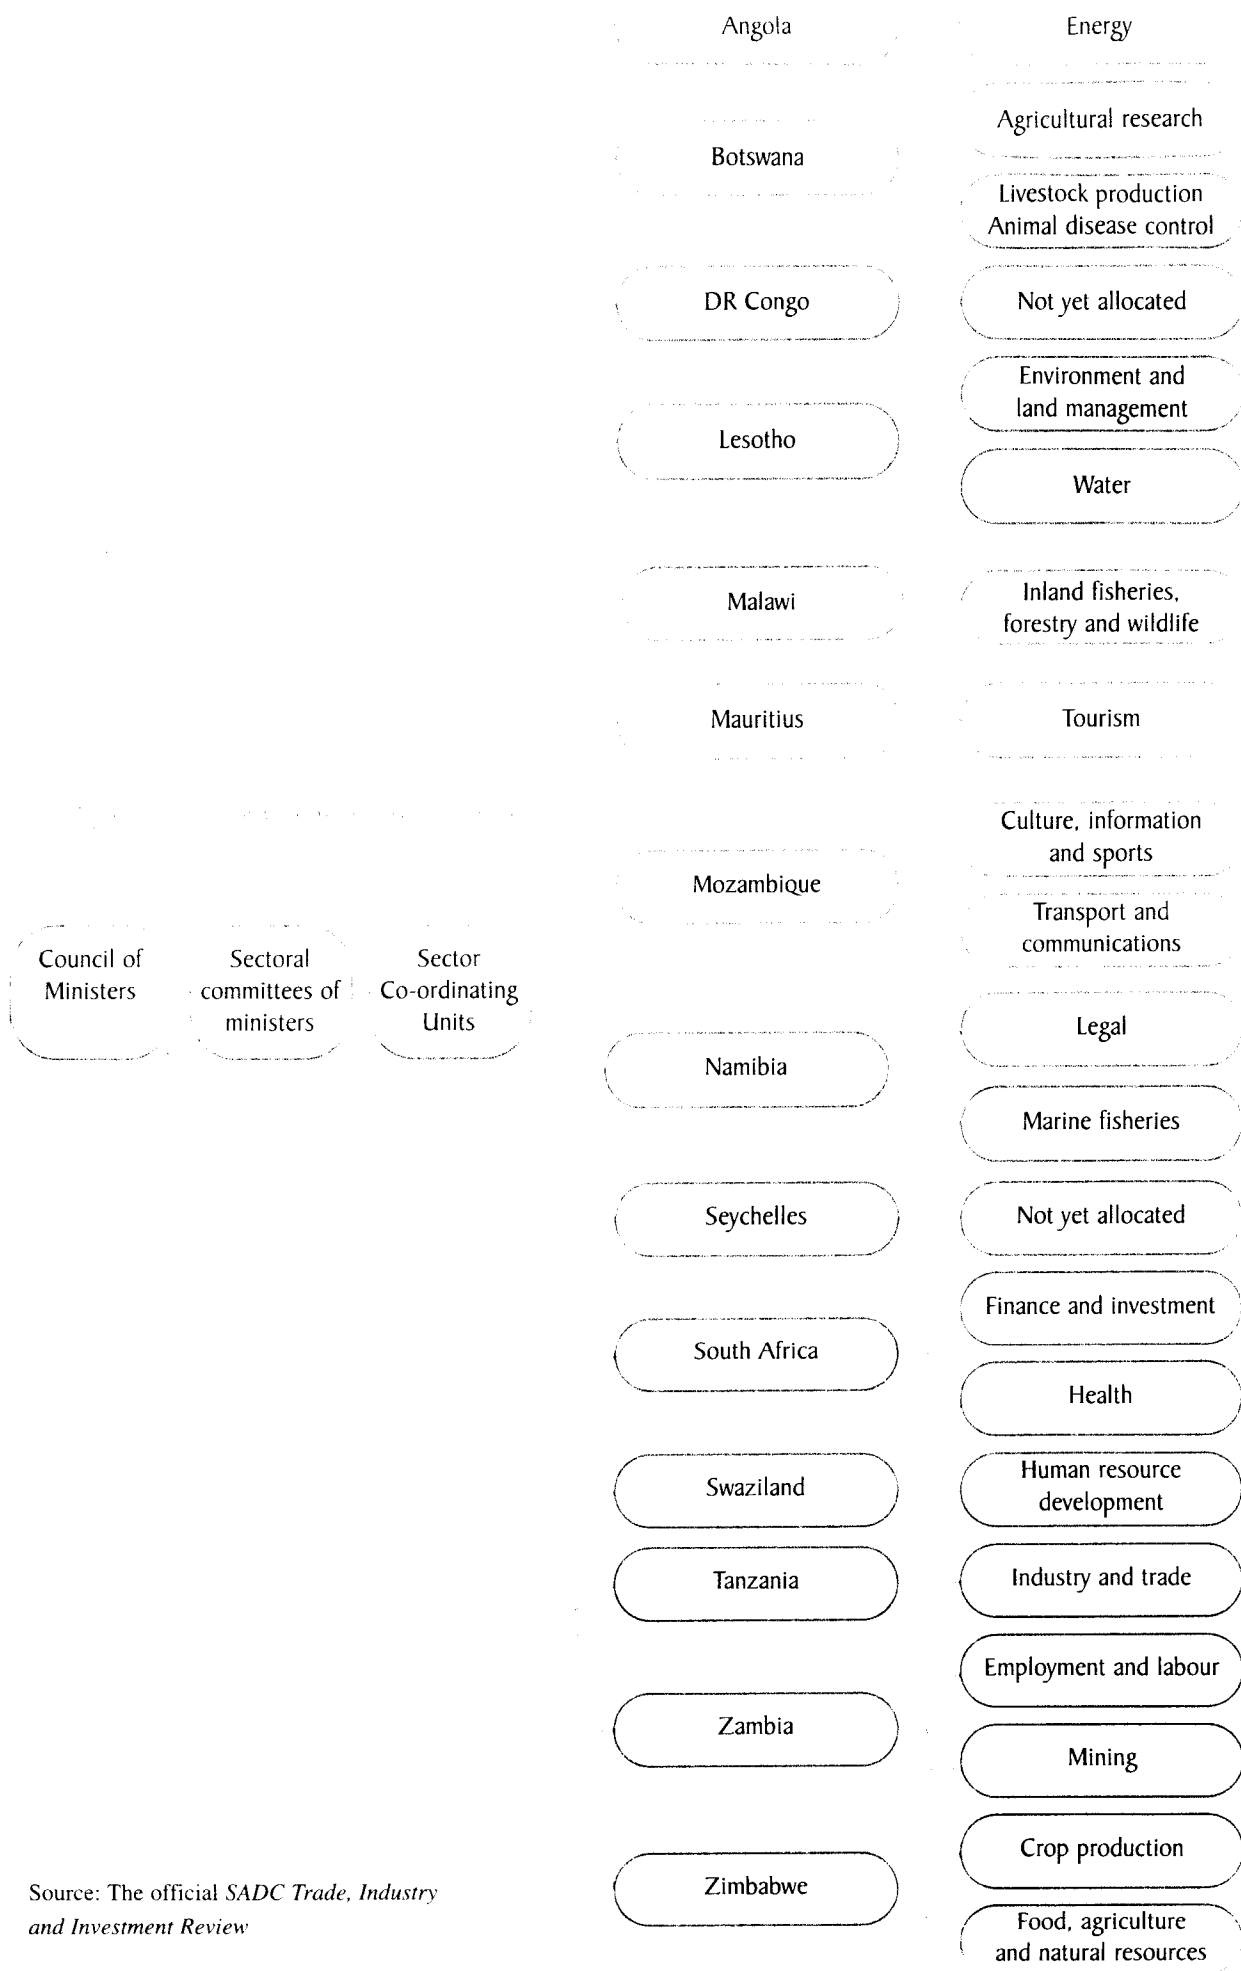 Angola
Energy
Agricultural research
Botswana
Livestock production
Animal disease control
DR Congo
Not yet allocated
Environment and
land management
Lesotho
Water
Malawi
Inland fisheries,
forestry and wildlife
Mauritius
Tourism
Culture, information
and sports
Mozambique
Transport and
communications
Council of
Ministers
Sectoral
committees of
ministers
Sector
Co-ordinating
Units
Legal
Namibia
Marine fisheries
Seychelles
Not yet allocated
Finance and investment
South Africa
Health
Swaziland
Human resource
development
Tanzania
Industry and trade
Employment and labour
Zambia
Mining
Crop production
Zimbabwe
Food, agriculture
and natural resources
Source: The official SADC Trade, Industry
and Investment Review